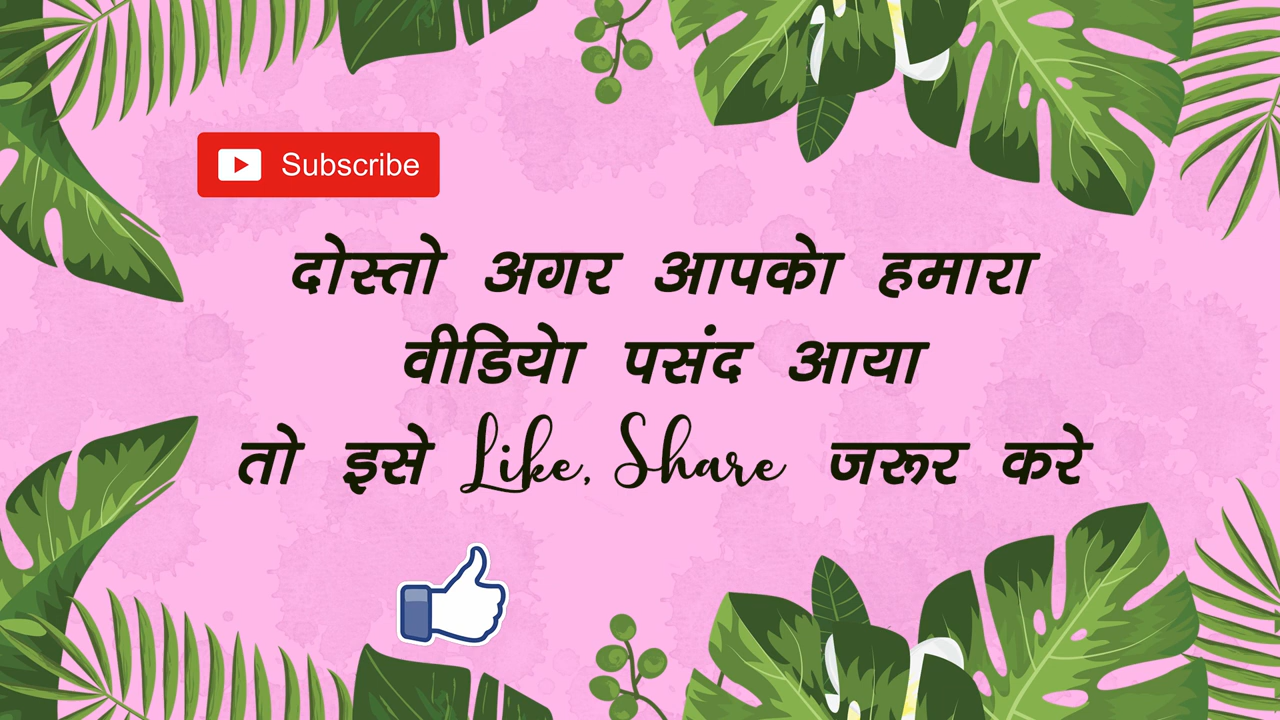 Subscribe
दोस्तो अगर आपको हमारा
वीडियो पसंद आया
तो इसे Like, Share जरूर करे